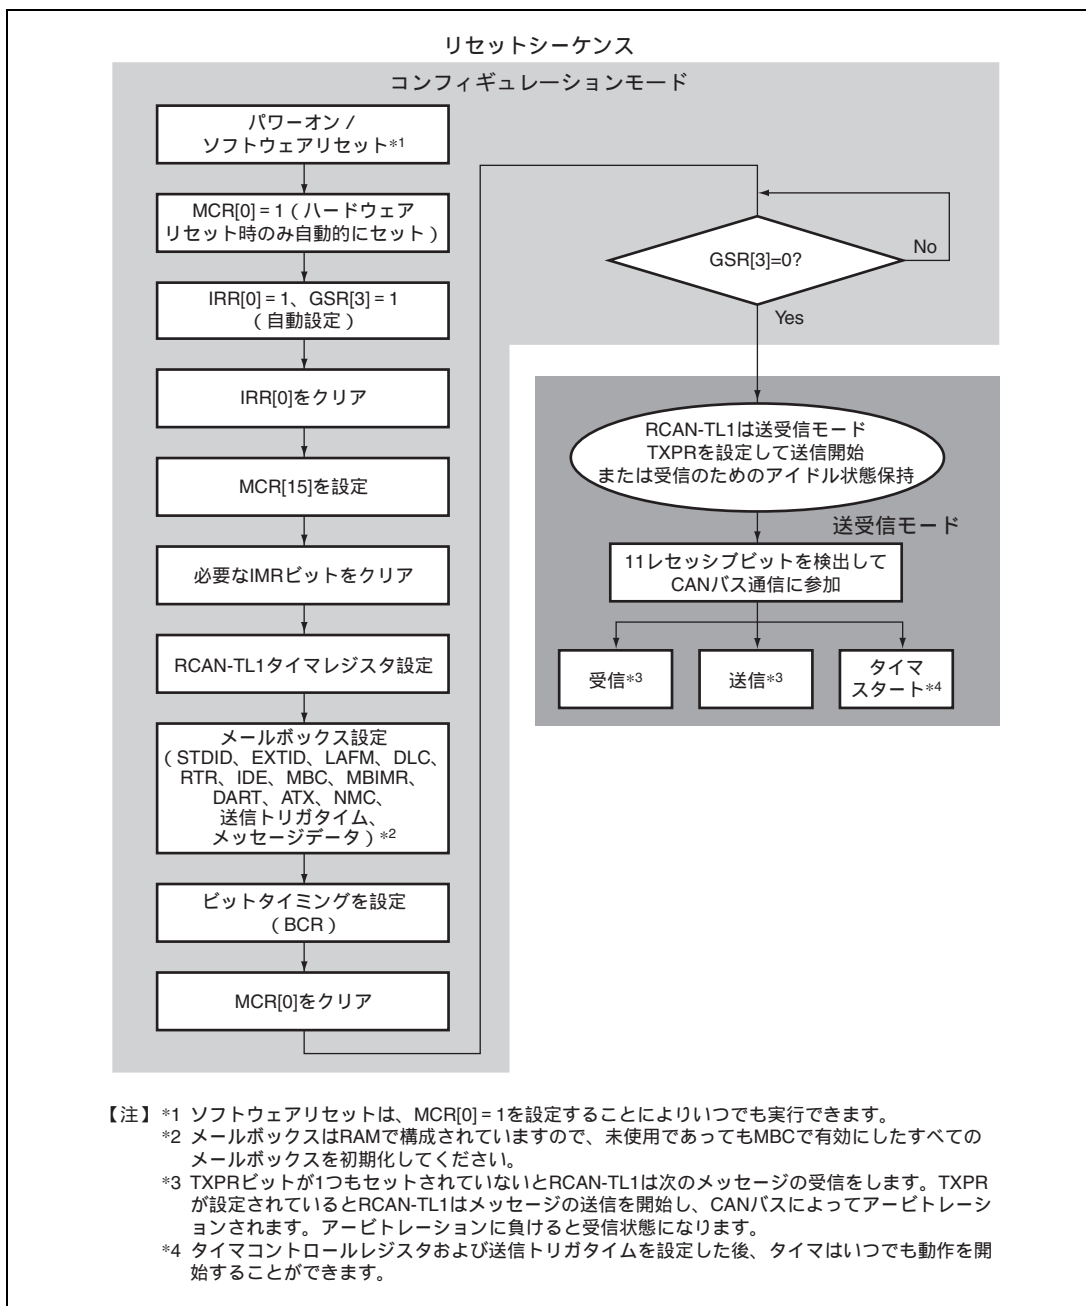 リセットシーケンス
コンフィギュレーションモード
パワーオン /
ソフトウェアリセット*1
MCR[0] = 1(ハードウェア
リセット時のみ自動的にセット)
IRR[0] = 1、GSR[3] = 1
(自動設定)
IRR[0]をクリア
MCR[15]を設定
必要なIMRビットをクリア
RCAN-TL1タイマレジスタ設定
メールボックス設定
(STDID、EXTID、LAFM、DLC、
RTR、IDE、MBC、MBIMR、
DART、ATX、NMC、
送信トリガタイム、
メッセージデータ)*2
ビットタイミングを設定
(BCR)
MCR[0]をクリア
GSR[3]=0?
No
Yes
RCAN-TL1は送受信モード
TXPRを設定して送信開始
または受信のためのアイドル状態保持
送受信モード
11レセッシブビットを検出して
CANバス通信に参加
受信*3
送信*3
タイマ
スタート*4
【注】*1 ソフトウェアリセットは、MCR[0] = 1を設定することによりいつでも実行できます。
*2 メールボックスはRAMで構成されていますので、未使用であってもMBCで有効にしたすべての
メールボックスを初期化してください。
*3 TXPRビットが1つもセットされていないとRCAN-TL1は次のメッセージの受信をします。TXPR
が設定されているとRCAN-TL1はメッセージの送信を開始し、CANバスによってアービトレーシ
ョンされます。アービトレーションに負けると受信状態になります。
*4 タイマコントロールレジスタおよび送信トリガタイムを設定した後、タイマはいつでも動作を開
始することができます。